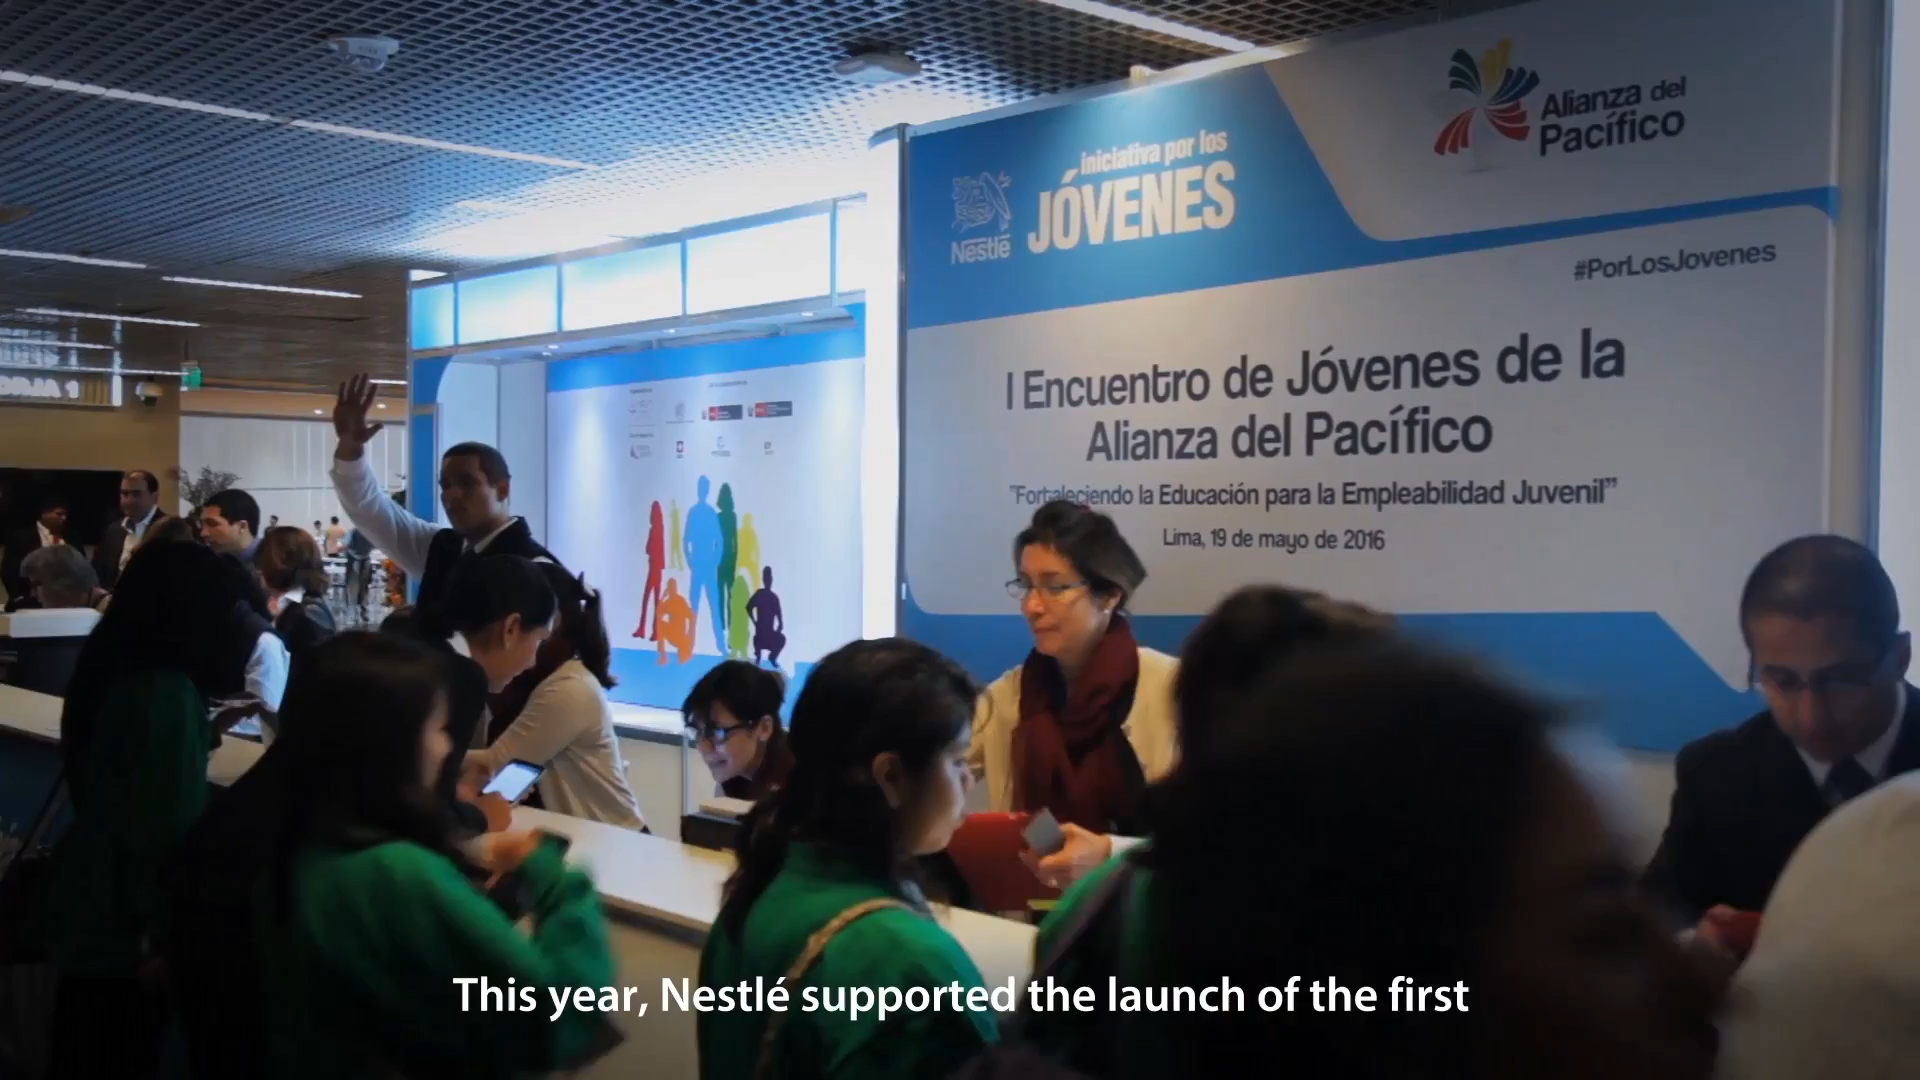 Alianza del
Pacífico
iniciativa por los
JÓVENES
Nestlé
#PorLosJovenes
I Encuentro de Jóvenes de la
Alianza del Pacífico
"Fortaleciendo la Educación para la Empleabilidad Juvenil"
Lima, 19 de mayo de 2016
This year, Nestlé supported the launch of the first